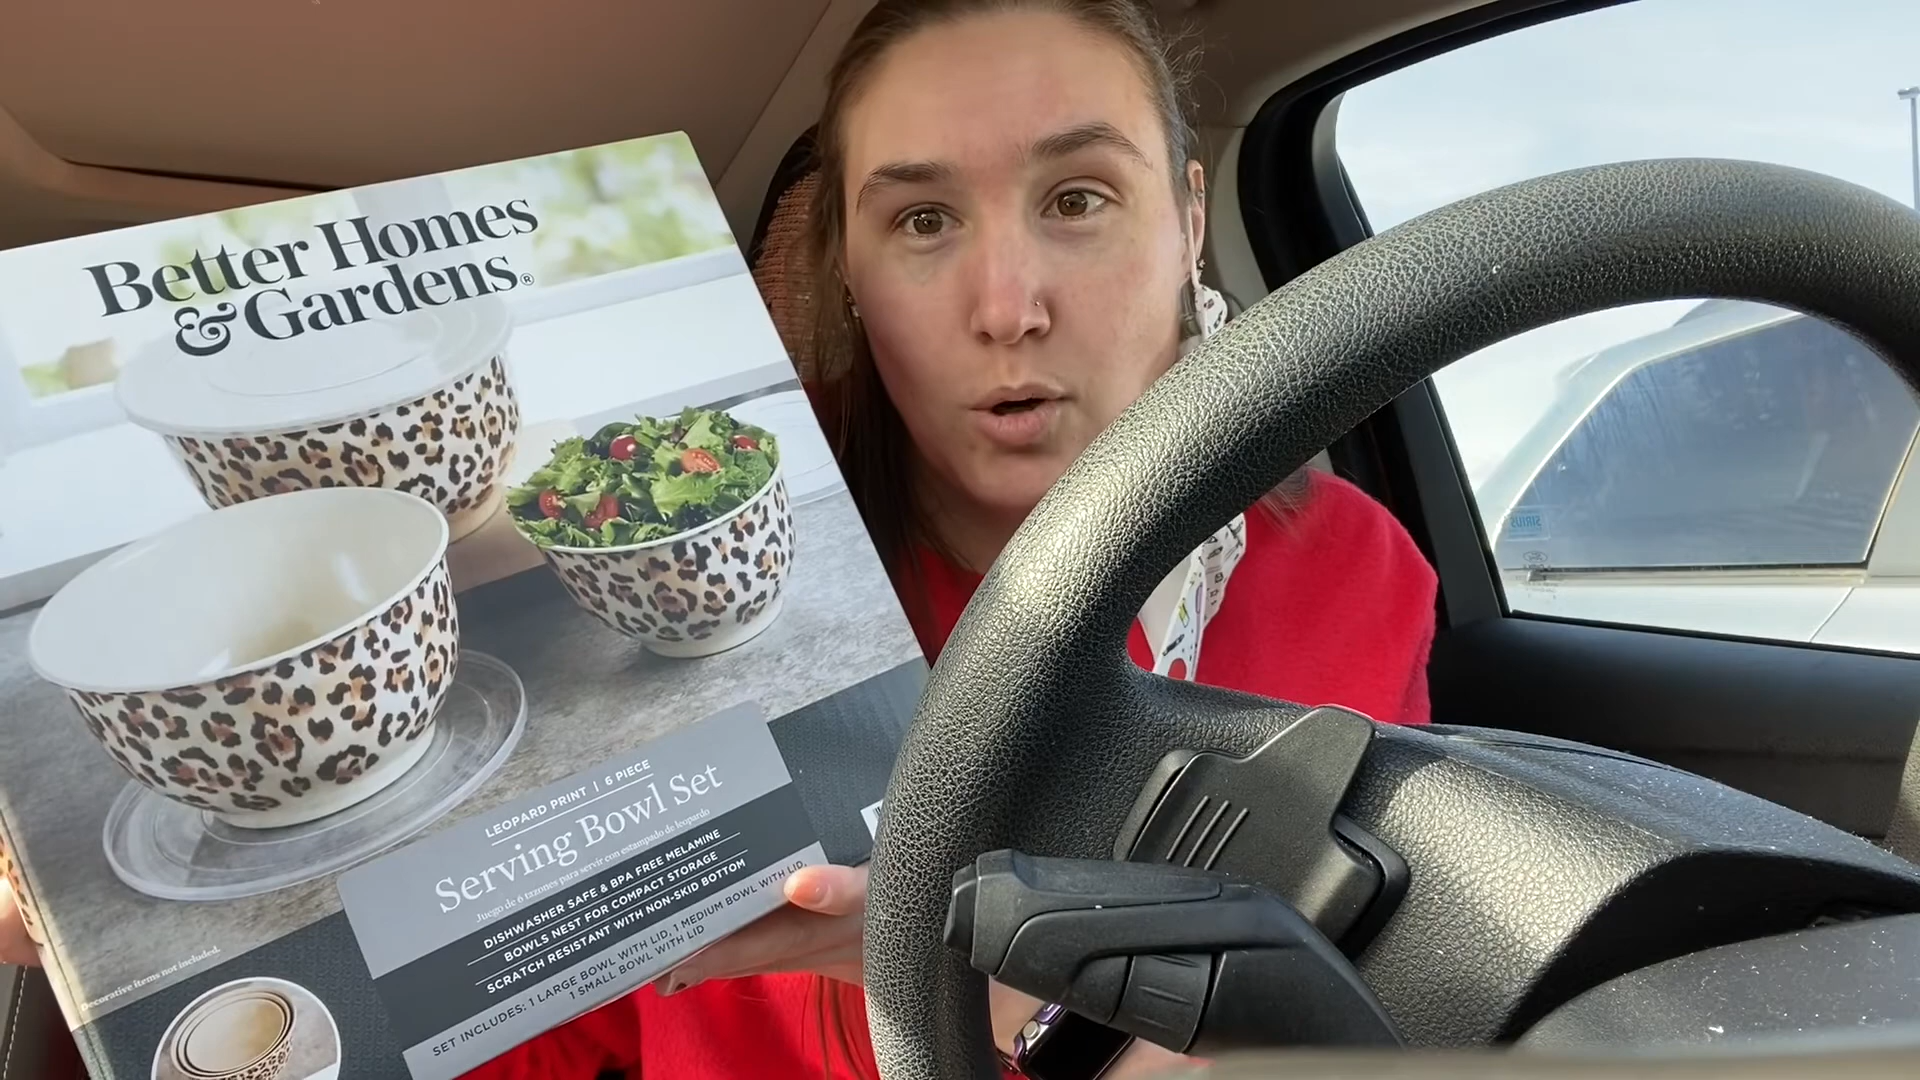 Better Homes
& Gardens®
LEOPARD PRINT | 6 PIECE
Serving Bowl Set
Juego de 6 tazones para servir con estampado de leopardo
DISHWASHER SAFE & BPA FREE MELAMINE
BOWLS NEST FOR COMPACT STORAGE
SCRATCH RESISTANT WITH NON-SKID BOTTOM
SET INCLUDES: 1 LARGE BOWL WITH LID, 1 MEDIUM BOWL WITH LID,
1 SMALL BOWL WITH LID
Decorative items not included.
SIRIUS